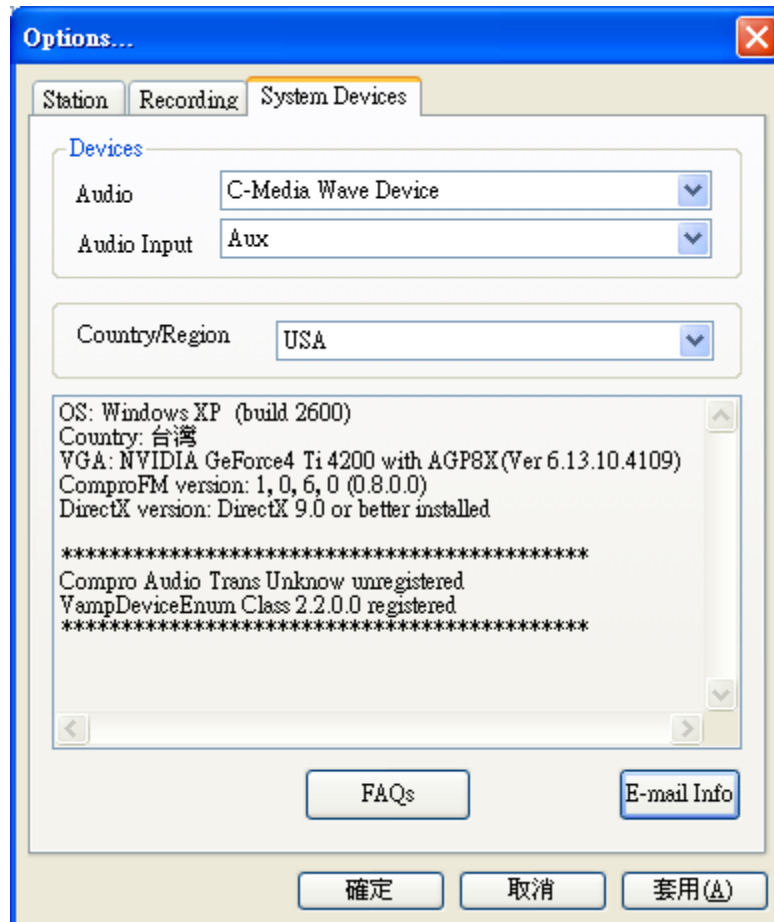 Options...
Station Recording System Devices
Devices
Audio C-Media Wave Device
Audio Input Aux
Country/Region USA
OS: Windows XP (build 2600)
Country: 台灣
VGA: NVIDIA GeForce4 Ti 4200 with AGP8X(Ver 6.13.10.4109)
ComproFM version: 1, 0, 6, 0 (0.8.0.0)
DirectX version: DirectX 9.0 or better installed
********************************************
Compro Audio Trans Unknow unregistered
VampDeviceEnum Class 2.2.0.0 registered
********************************************
FAQs E-mail Info
確定 取消 套用(A)